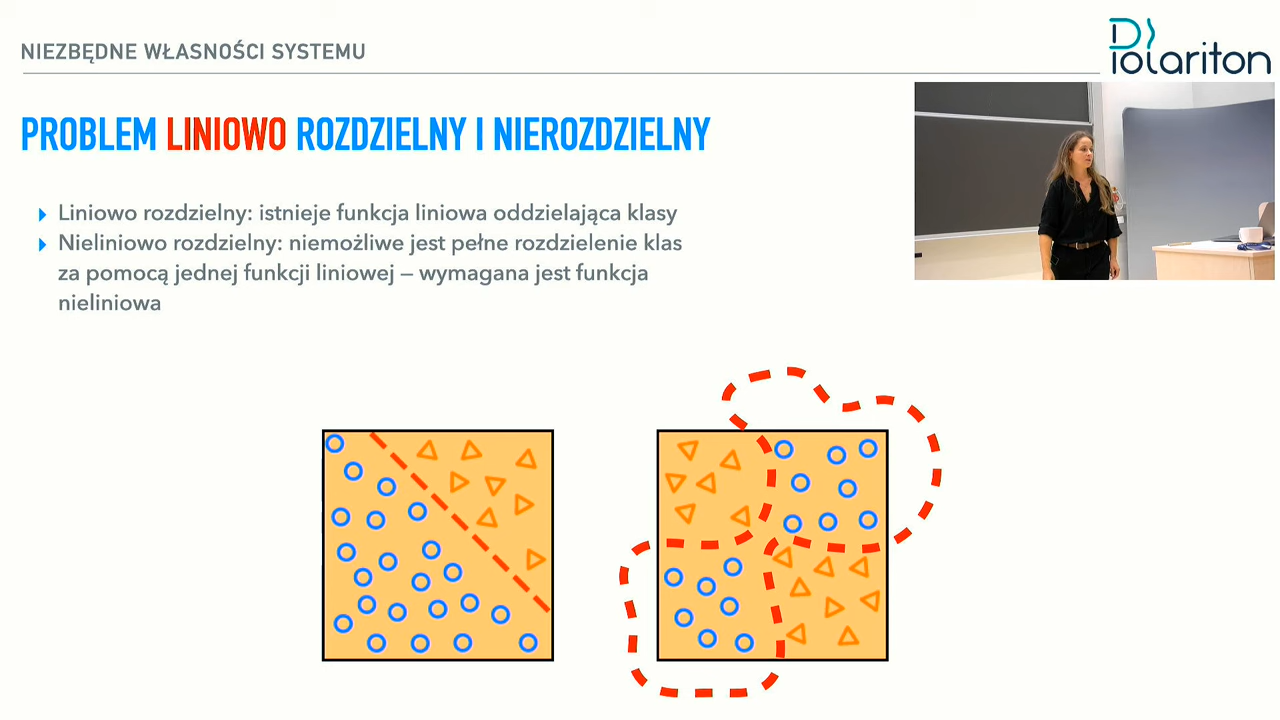 NIEZBĘDNE WŁASNOŚCI SYSTEMU
Polariton
PROBLEM LINIOWO ROZDZIELNY I NIEROZDZIELNY
Liniowo rozdzielny: istnieje funkcja liniowa oddzielająca klasy
Nieliniowo rozdzielny: niemożliwe jest pełne rozdzielenie klas
za pomocą jednej funkcji liniowej – wymagana jest funkcja
nieliniowa